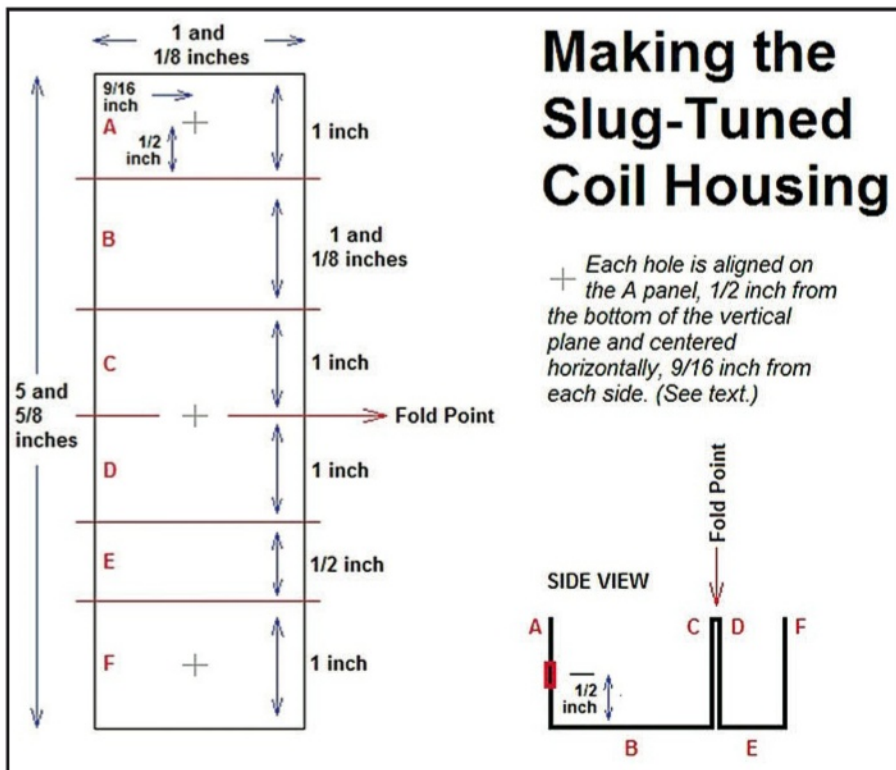 1 and
1/8 inches
9/16
inch
A
1/2
inch
1 inch
B
1 and
1/8 inches
C
1 inch
5 and
5/8
inches
Fold Point
D
1 inch
E
1/2 inch
F
1 inch
Making the
Slug-Tuned
Coil Housing
Each hole is aligned on
the A panel, 1/2 inch from
the bottom of the vertical
plane and centered
horizontally, 9/16 inch from
each side. (See text.)
Fold Point
SIDE VIEW
A
C
D
F
1/2
inch
B
E